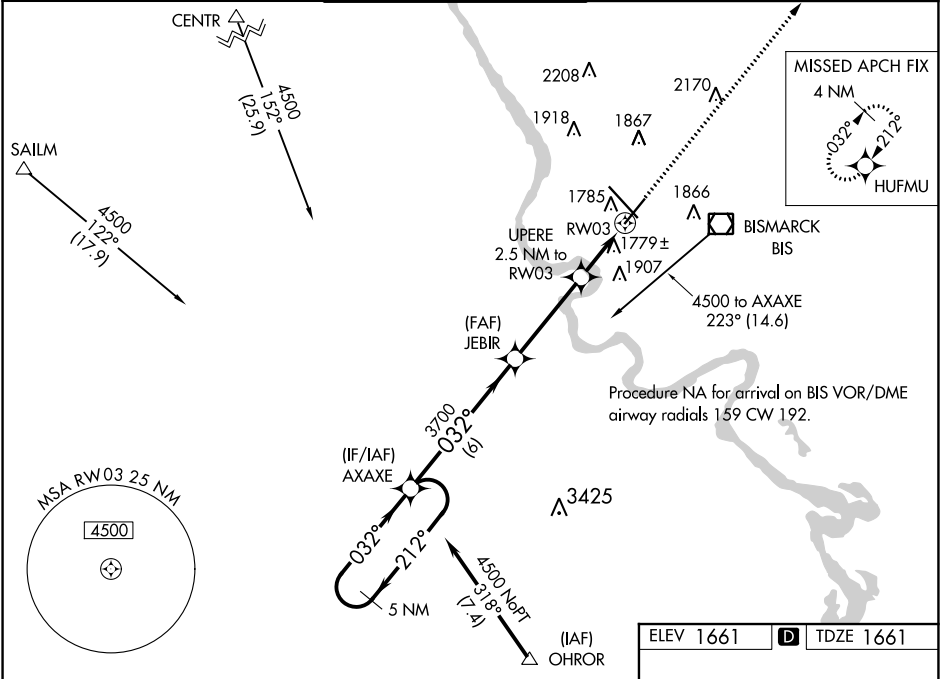 CENTR
4500
152°
(25.9)
SAILM
4500
122°
(17.9)
2208
2170
1918
1867
1785
1866
RW03
1779±
1907
UPERE
2.5 NM to
RW03
BISMARCK
BIS
4500 to AXAXE
223° (14.6)
MISSED APCH FIX
4 NM
032°
212°
HUFMU
(FAF)
JEBIR
3700
032°
(6)
Procedure NA for arrival on BIS VOR/DME
airway radials 159 CW 192.
(IF/IAF)
AXAXE
032°
212°
5 NM
3425
4500 NoPT
318°
(7.4)
(IAF)
OHROR
MSA RW03 25 NM
4500
ELEV 1661 D TDZE 1661